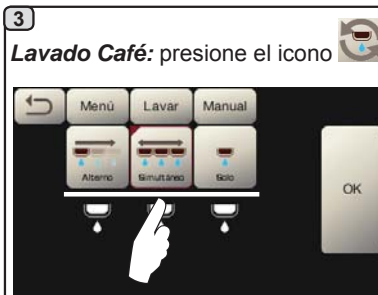 3
Lavado Café: presione el icono
Menú Lavar Manual
Alterno Simultáneo Solo
OK